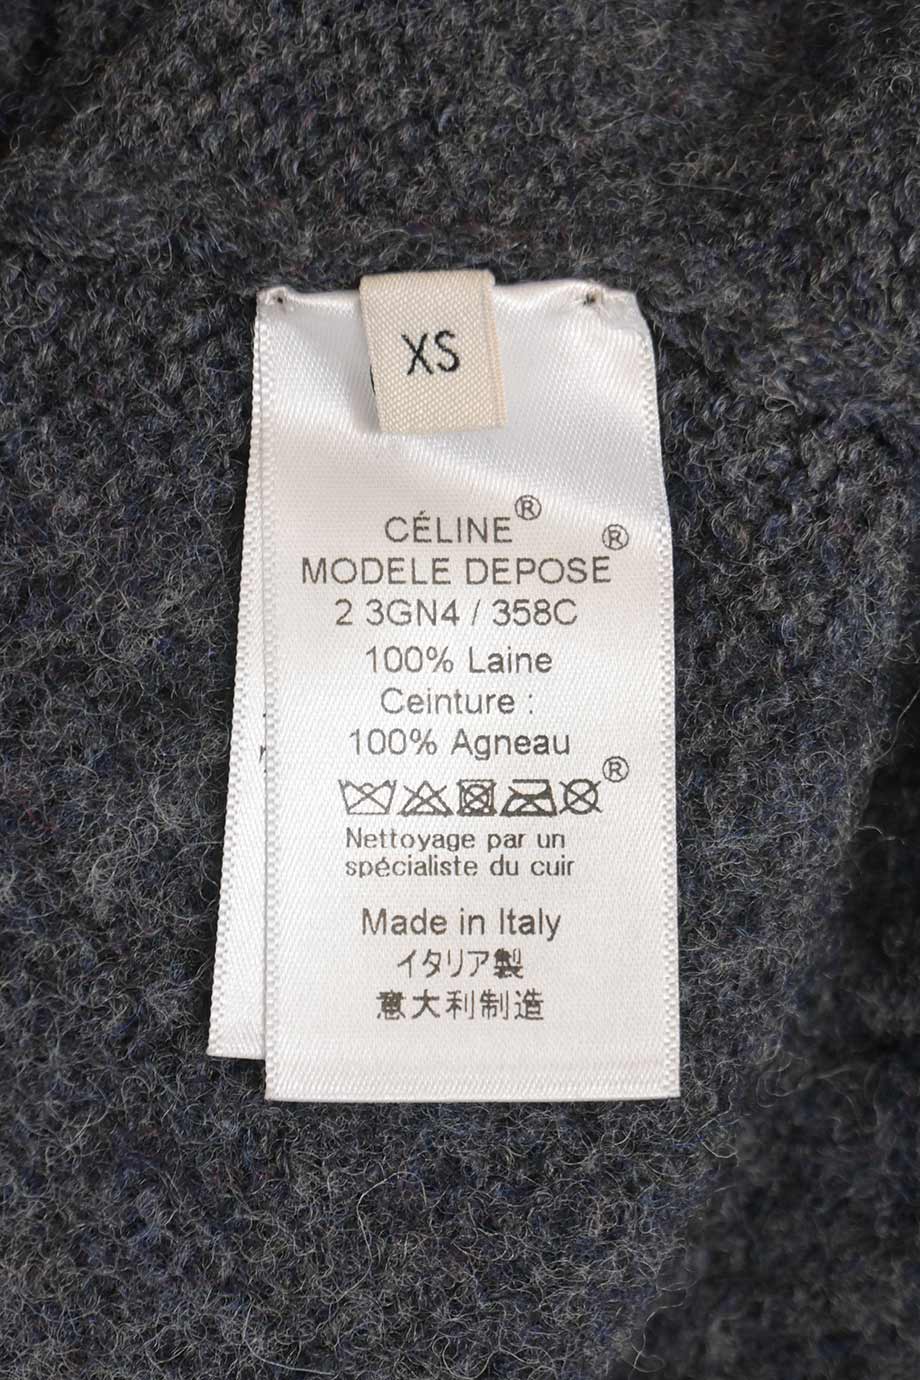 XS
CÉLINE®
MODELE DEPOSE®
2 3GN4 / 358C
100% Laine
Ceinture :
100% Agneau
®
Nettoyage par un
spécialiste du cuir
Made in Italy
イタリア製
意大利制造